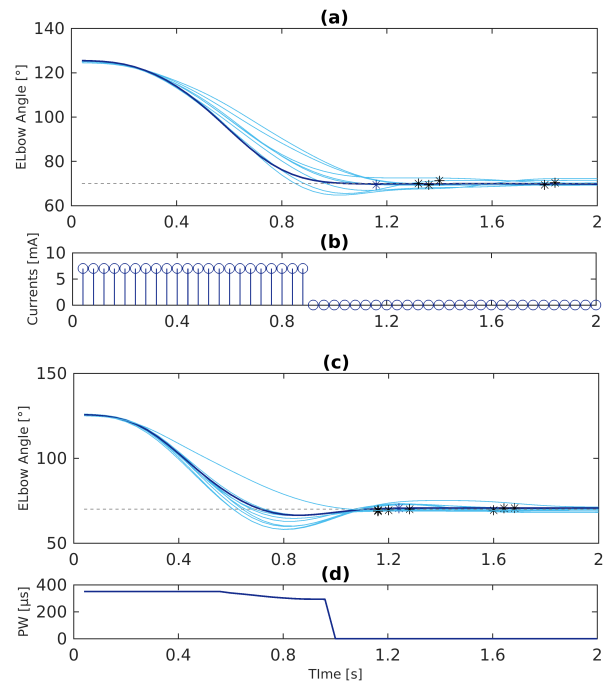 (a)
140
120
100
80
60
ELbow Angle [°]
0 0.4 0.8 1.2 1.6 2
(b)
10
5
0
Currents [mA]
0 0.4 0.8 1.2 1.6 2
(c)
150
100
50
ELbow Angle [°]
0 0.4 0.8 1.2 1.6 2
(d)
400
200
0
PW [µs]
0 0.4 0.8 1.2 1.6 2
TIme [s]